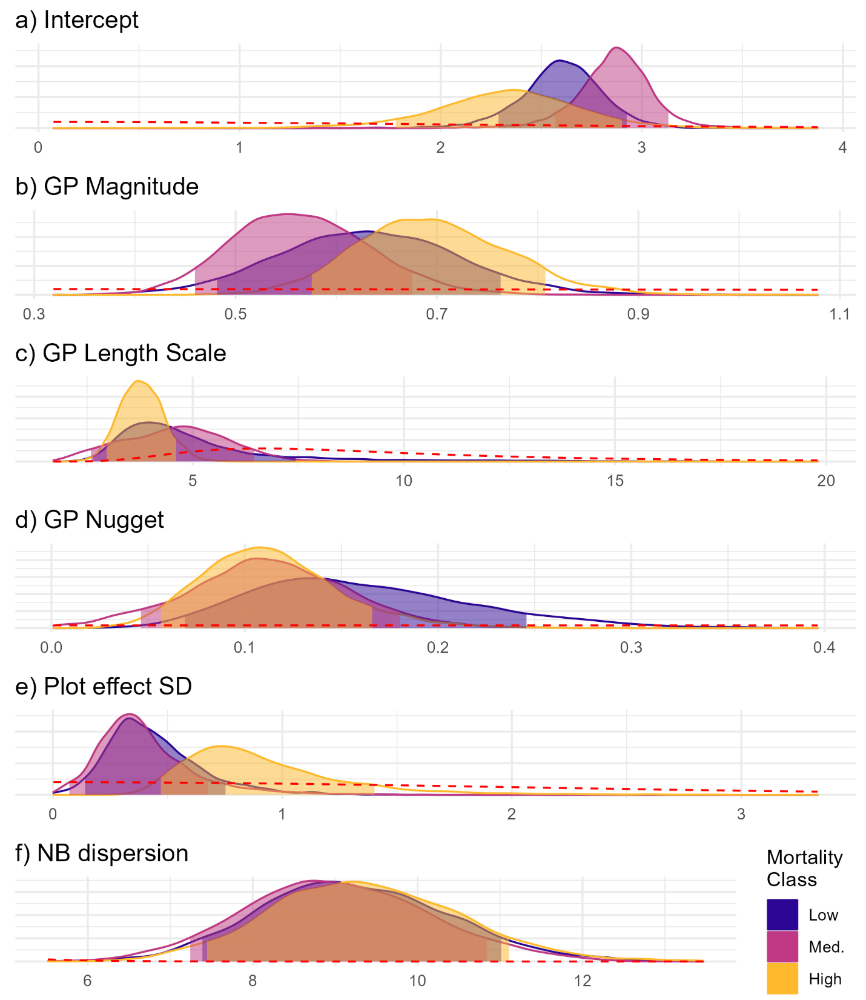 a) Intercept
0 1 2 3 4
b) GP Magnitude
0.3 0.5 0.7 0.9 1.1
c) GP Length Scale
5 10 15 20
d) GP Nugget
0.0 0.1 0.2 0.3 0.4
e) Plot effect SD
0 1 2 3
f) NB dispersion
6 8 10 12
Mortality
Class
Low
Med.
High